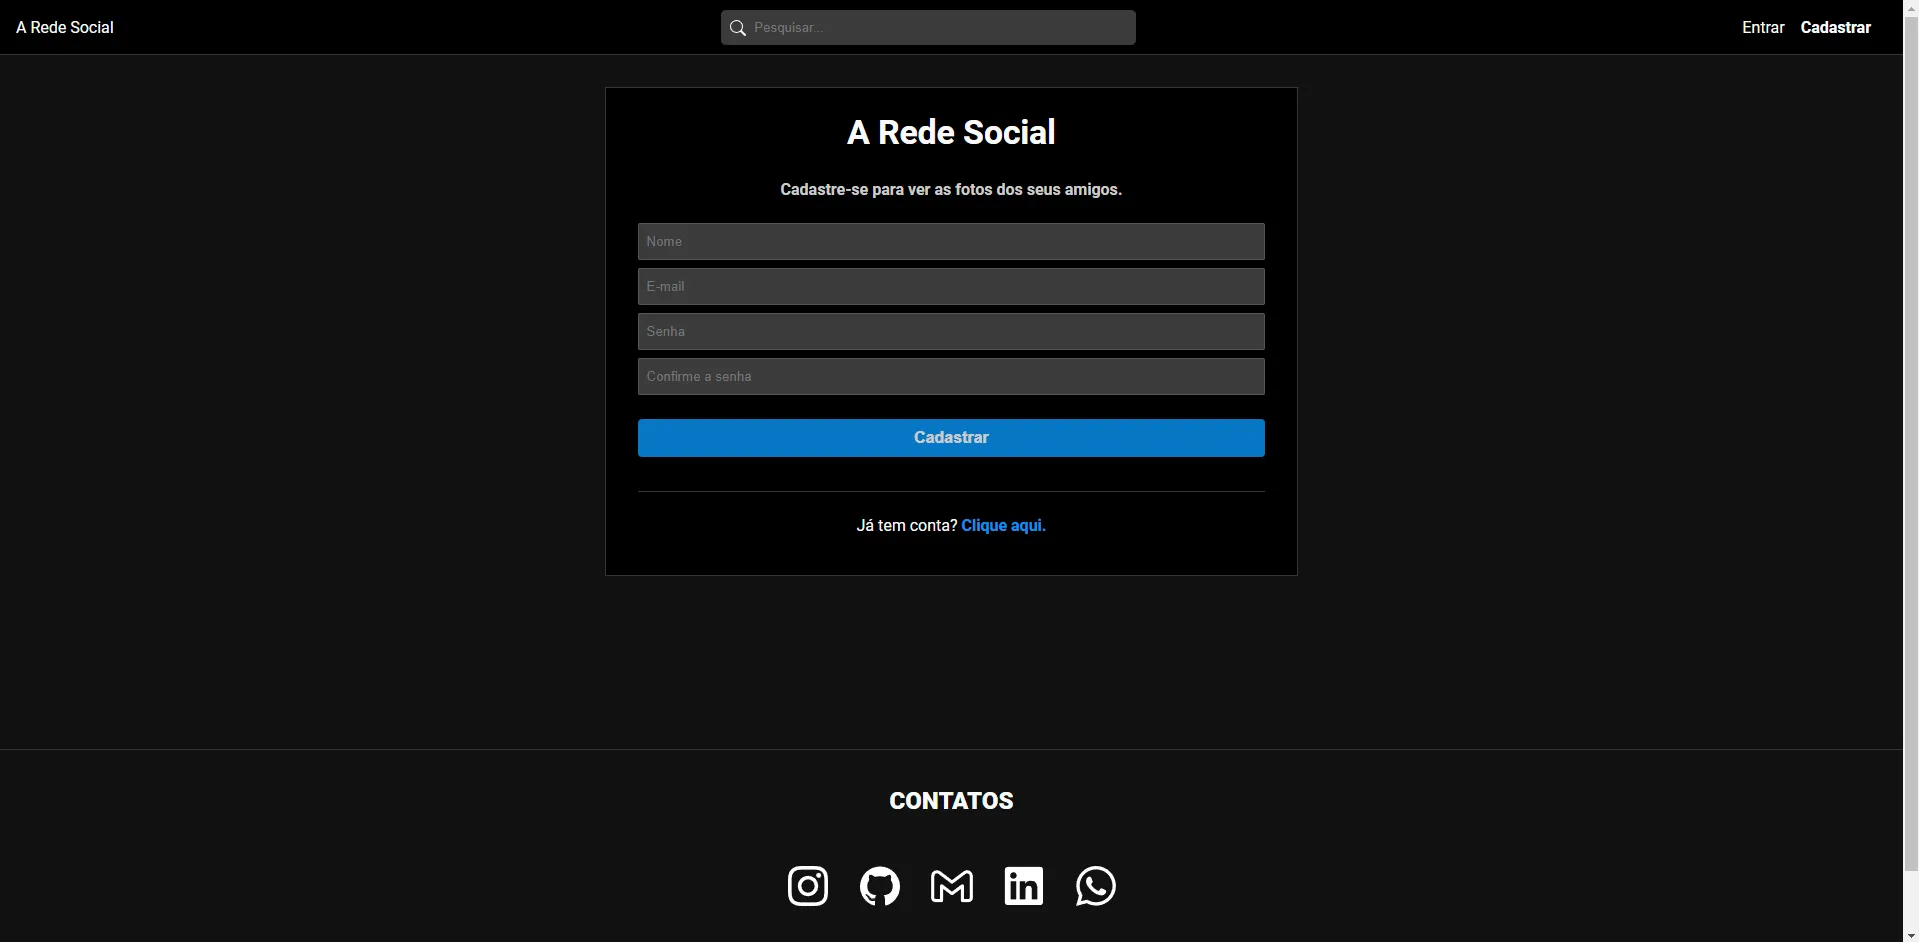 A Rede Social
Pesquisar...
Entrar Cadastrar
A Rede Social
Cadastre-se para ver as fotos dos seus amigos.
Nome
E-mail
Senha
Confirme a senha
Cadastrar
Já tem conta? Clique aqui.
CONTATOS